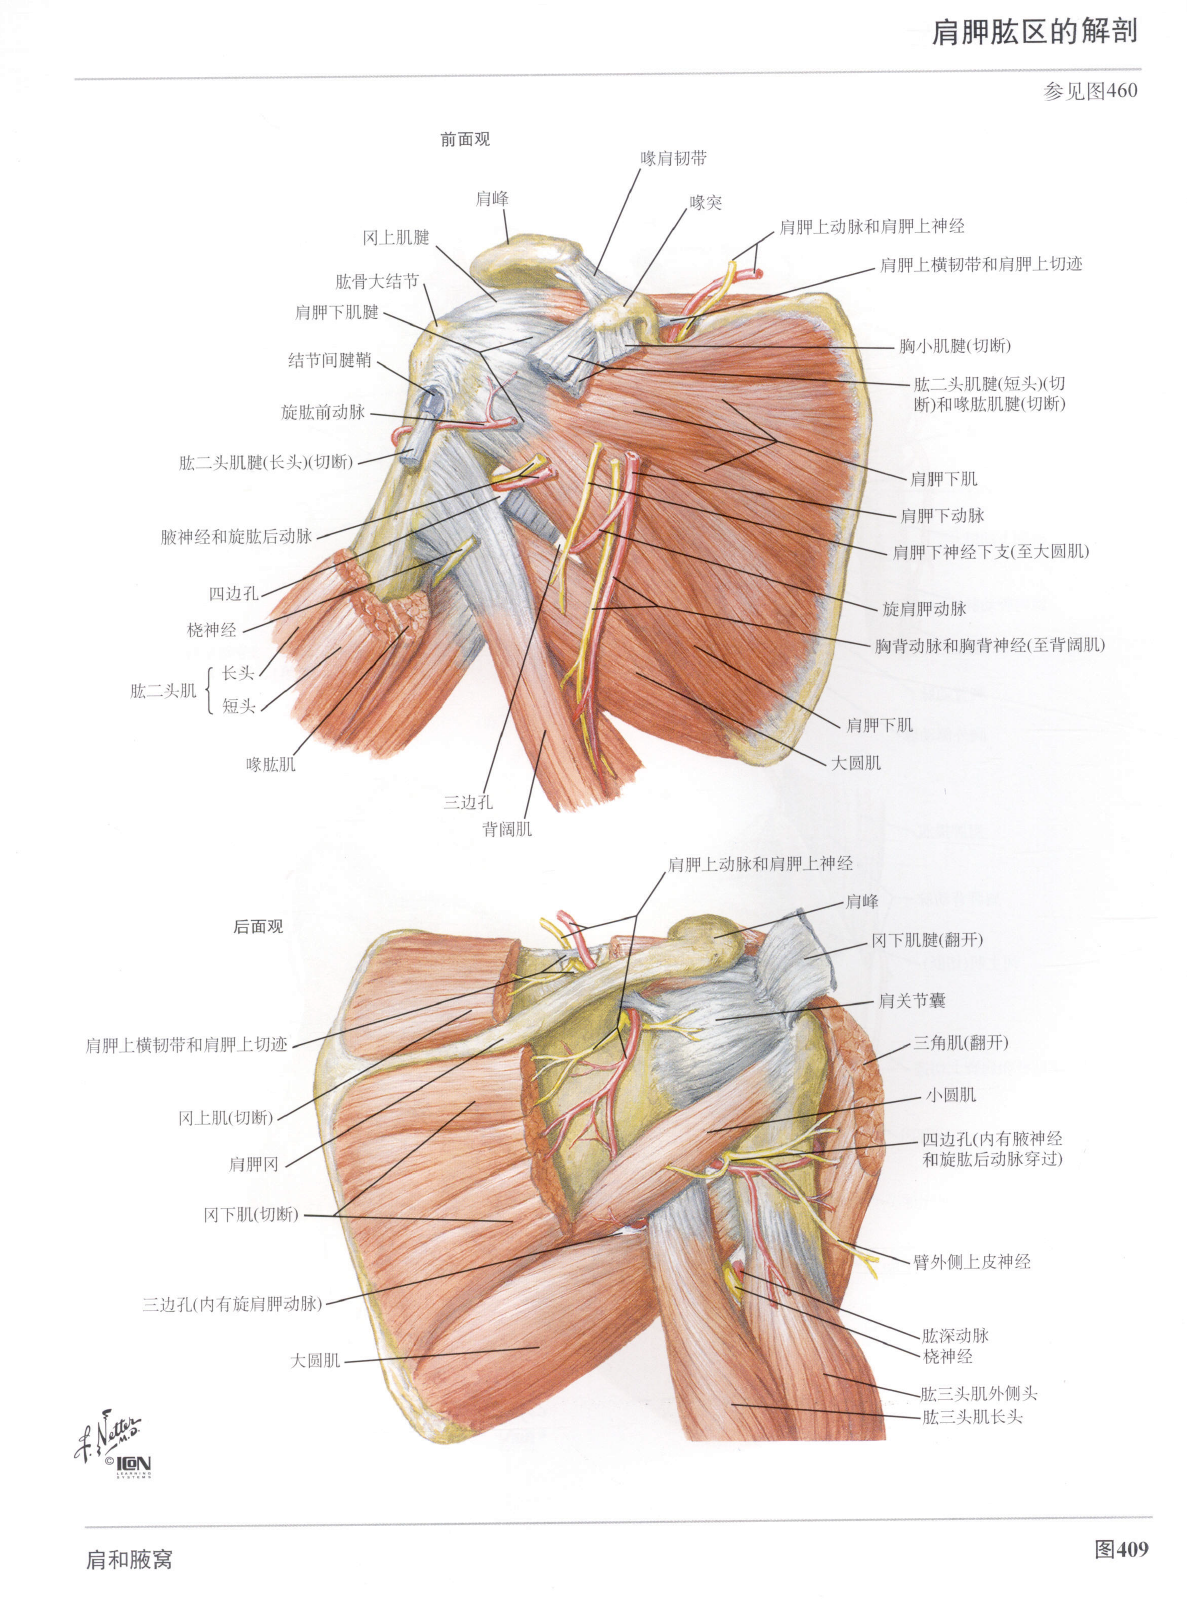 肩胛肱区的解剖
参见图460
前面观
喙肩韧带
肩峰
喙突
冈上肌腱
肩胛上动脉和肩胛上神经
肩胛上横韧带和肩胛上切迹
肱骨大结节
肩胛下肌腱
胸小肌腱(切断)
结节间腱鞘
肱二头肌腱(短头)(切
断)和喙肱肌腱(切断)
旋肱前动脉
肱二头肌腱(长头)(切断)
肩胛下肌
肩胛下动脉
腋神经和旋肱后动脉
肩胛下神经下支(至大圆肌)
四边孔
旋肩胛动脉
桡神经
胸背动脉和胸背神经(至背阔肌)
肱二头肌
长头
短头
肩胛下肌
喙肱肌
大圆肌
三边孔
背阔肌
肩胛上动脉和肩胛上神经
后面观
肩峰
冈下肌腱(翻开)
肩关节囊
肩胛上横韧带和肩胛上切迹
三角肌(翻开)
小圆肌
冈上肌(切断)
四边孔(内有腋神经
和旋肱后动脉穿过)
肩胛冈
冈下肌(切断)
臂外侧上皮神经
三边孔(内有旋肩胛动脉)
肱深动脉
桡神经
大圆肌
肱三头肌外侧头
肱三头肌长头
F. Netter
M.D.
© ICON
LEARNING
SYSTEMS
肩和腋窝
图409